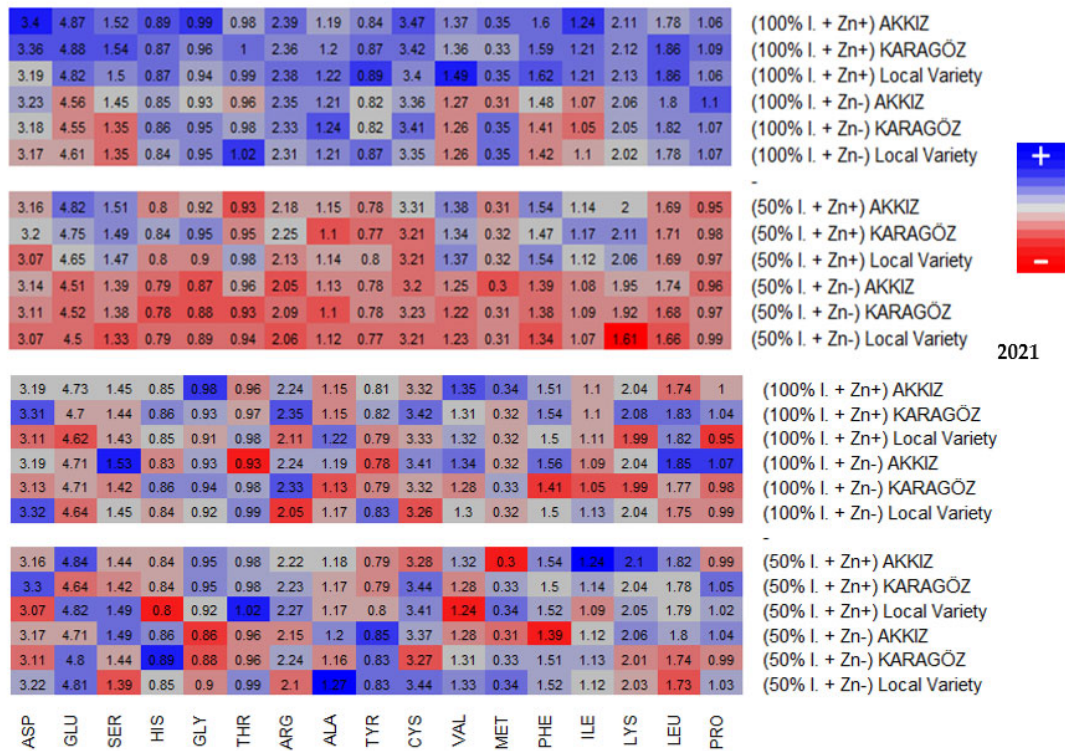 3.4 4.87 1.52 0.89 0.99 0.98 2.39 1.19 0.84 3.47 1.37 0.35 1.6 1.24 2.11 1.78 1.06 (100% I. + Zn+) AKKIZ
3.36 4.88 1.54 0.87 0.96 1 2.36 1.2 0.87 3.42 1.36 0.33 1.59 1.21 2.12 1.86 1.09 (100% I. + Zn+) KARAGÖZ
3.19 4.82 1.5 0.87 0.94 0.99 2.38 1.22 0.89 3.4 1.49 0.35 1.62 1.21 2.13 1.86 1.06 (100% I. + Zn+) Local Variety
3.23 4.56 1.45 0.85 0.93 0.96 2.35 1.21 0.82 3.36 1.27 0.31 1.48 1.07 2.06 1.8 1.1 (100% I. + Zn-) AKKIZ
3.18 4.55 1.35 0.86 0.95 0.98 2.33 1.24 0.82 3.41 1.26 0.35 1.41 1.05 2.05 1.82 1.07 (100% I. + Zn-) KARAGÖZ
3.17 4.61 1.35 0.84 0.95 1.02 2.31 1.21 0.87 3.35 1.26 0.35 1.42 1.1 2.02 1.78 1.07 (100% I. + Zn-) Local Variety
-
+
3.16 4.82 1.51 0.8 0.92 0.93 2.18 1.15 0.78 3.31 1.38 0.31 1.54 1.14 2 1.69 0.95 (50% I. + Zn+) AKKIZ
3.2 4.75 1.49 0.84 0.95 0.95 2.25 1.1 0.77 3.21 1.34 0.32 1.47 1.17 2.11 1.71 0.98 (50% I. + Zn+) KARAGÖZ
3.07 4.65 1.47 0.8 0.9 0.98 2.13 1.14 0.8 3.21 1.37 0.32 1.54 1.12 2.06 1.69 0.97 (50% I. + Zn+) Local Variety
–
3.14 4.51 1.39 0.79 0.87 0.96 2.05 1.13 0.78 3.2 1.25 0.3 1.39 1.08 1.95 1.74 0.96 (50% I. + Zn-) AKKIZ
3.11 4.52 1.38 0.78 0.88 0.93 2.09 1.1 0.78 3.23 1.22 0.31 1.38 1.09 1.92 1.68 0.97 (50% I. + Zn-) KARAGÖZ
3.07 4.5 1.33 0.79 0.89 0.94 2.06 1.12 0.77 3.21 1.23 0.31 1.34 1.07 1.61 1.66 0.99 (50% I. + Zn-) Local Variety
2021
3.19 4.73 1.45 0.85 0.98 0.96 2.24 1.15 0.81 3.32 1.35 0.34 1.51 1.1 2.04 1.74 1 (100% I. + Zn+) AKKIZ
3.31 4.7 1.44 0.86 0.93 0.97 2.35 1.15 0.82 3.42 1.31 0.32 1.54 1.1 2.08 1.83 1.04 (100% I. + Zn+) KARAGÖZ
3.11 4.62 1.43 0.85 0.91 0.98 2.11 1.22 0.79 3.33 1.32 0.32 1.5 1.11 1.99 1.82 0.95 (100% I. + Zn+) Local Variety
3.19 4.71 1.53 0.83 0.93 0.93 2.24 1.19 0.78 3.41 1.34 0.32 1.56 1.09 2.04 1.85 1.07 (100% I. + Zn-) AKKIZ
3.13 4.71 1.42 0.86 0.94 0.98 2.33 1.13 0.79 3.32 1.28 0.33 1.41 1.05 1.99 1.77 0.98 (100% I. + Zn-) KARAGÖZ
3.32 4.64 1.45 0.84 0.92 0.99 2.05 1.17 0.83 3.26 1.3 0.32 1.5 1.13 2.04 1.75 0.99 (100% I. + Zn-) Local Variety
-
3.16 4.84 1.44 0.84 0.95 0.98 2.22 1.18 0.79 3.28 1.32 0.3 1.54 1.24 2.1 1.82 0.99 (50% I. + Zn+) AKKIZ
3.3 4.64 1.42 0.84 0.95 0.98 2.23 1.17 0.79 3.44 1.28 0.33 1.5 1.14 2.04 1.78 1.05 (50% I. + Zn+) KARAGÖZ
3.07 4.82 1.49 0.8 0.92 1.02 2.27 1.17 0.8 3.41 1.24 0.34 1.52 1.09 2.05 1.79 1.02 (50% I. + Zn+) Local Variety
3.17 4.71 1.49 0.86 0.86 0.96 2.15 1.2 0.85 3.37 1.28 0.31 1.39 1.12 2.06 1.8 1.04 (50% I. + Zn-) AKKIZ
3.11 4.8 1.44 0.89 0.88 0.96 2.24 1.16 0.83 3.27 1.31 0.33 1.51 1.13 2.01 1.74 0.99 (50% I. + Zn-) KARAGÖZ
3.22 4.81 1.39 0.85 0.9 0.99 2.1 1.27 0.83 3.44 1.33 0.34 1.52 1.12 2.03 1.73 1.03 (50% I. + Zn-) Local Variety
ASP GLU SER HIS GLY THR ARG ALA TYR CYS VAL MET PHE ILE LYS LEU PRO